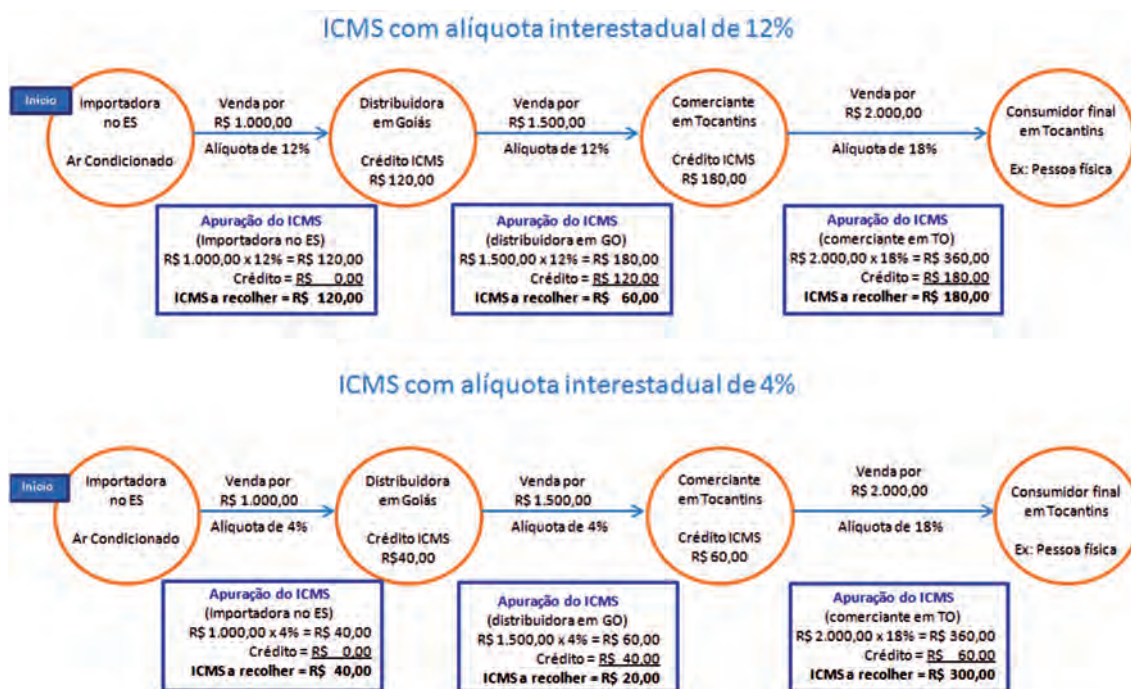 ICMS com alíquota interestadual de 12%
Início
Importadora
no ES
Ar Condicionado
Venda por
R$ 1.000,00
Alíquota de 12%
Distribuidora
em Goiás
Crédito ICMS
R$ 120,00
Venda por
R$ 1.500,00
Alíquota de 12%
Comerciante
em Tocantins
Crédito ICMS
R$ 180,00
Venda por
R$ 2.000,00
Alíquota de 18%
Consumidor final
em Tocantins
Ex: Pessoa física
Apuração do ICMS
(Importadora no ES)
R$ 1.000,00 x 12% = R$ 120,00
Crédito = R$ 0,00
ICMS a recolher = R$ 120,00
Apuração do ICMS
(distribuidora em GO)
R$ 1.500,00 x 12% = R$ 180,00
Crédito = R$ 120,00
ICMS a recolher = R$ 60,00
Apuração do ICMS
(comerciante em TO)
R$ 2.000,00 x 18% = R$ 360,00
Crédito = R$ 180,00
ICMS a recolher = R$ 180,00
ICMS com alíquota interestadual de 4%
Início
Importadora
no ES
Ar Condicionado
Venda por
R$ 1.000,00
Alíquota de 4%
Distribuidora
em Goiás
Crédito ICMS
R$40,00
Venda por
R$ 1.500,00
Alíquota de 4%
Comerciante
em Tocantins
Crédito ICMS
R$ 60,00
Venda por
R$ 2.000,00
Alíquota de 18%
Consumidor final
em Tocantins
Ex: Pessoa física
Apuração do ICMS
(Importadora no ES)
R$ 1.000,00 x 4% = R$ 40,00
Crédito = R$ 0,00
ICMS a recolher = R$ 40,00
Apuração do ICMS
(distribuidora em GO)
R$ 1.500,00 x 4% = R$ 60,00
Crédito = R$ 40,00
ICMS a recolher = R$ 20,00
Apuração do ICMS
(comerciante em TO)
R$ 2.000,00 x 18% = R$ 360,00
Crédito = R$ 60,00
ICMS a recolher = R$ 300,00